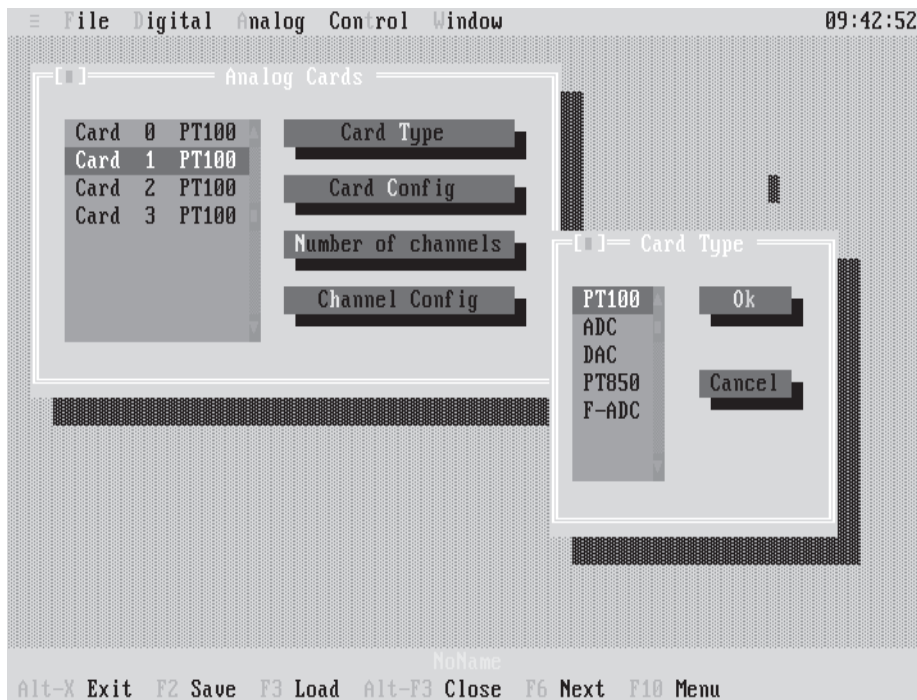 ≡ File Digital Analog Control Window 09:42:52
Analog Cards
Card 0 PT100
Card 1 PT100
Card 2 PT100
Card 3 PT100
Card Type
Card Config
Number of channels
Channel Config
Card Type
PT100
ADC
DAC
PT850
F-ADC
Ok
Cancel
NoName
Alt-X Exit F2 Save F3 Load Alt-F3 Close F6 Next F10 Menu